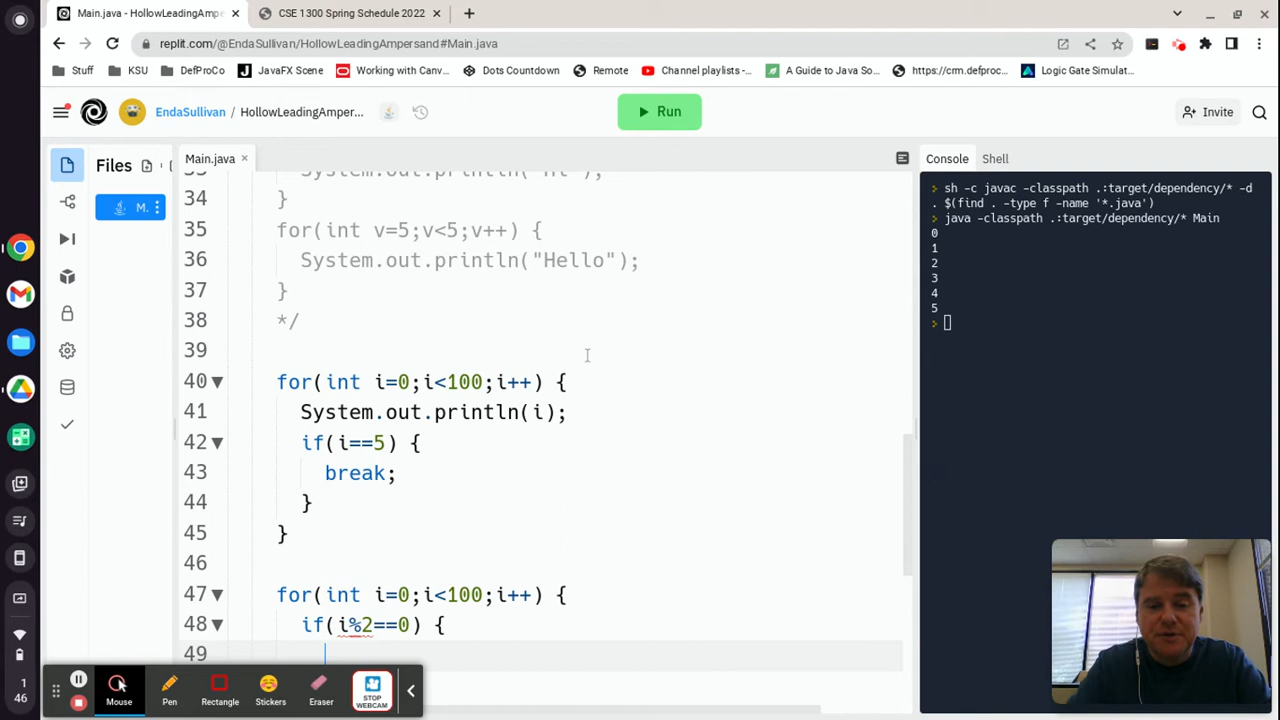 Main.java - HollowLeadingAmpe
CSE 1300 Spring Schedule 2022
replit.com/@EndaSullivan/HollowLeadingAmpersand#Main.java
Stuff
KSU
DefProCo
JavaFX Scene
Working with Canv...
Dots Countdown
Remote
Channel playlists -...
A Guide to Java So...
https://crm.defproc...
Logic Gate Simulat...
EndaSullivan / HollowLeadingAmper...
Run
Invite
Files
M.
Main.java
Console
Shell
34 }
35 for(int v=5;v<5;v++) {
36 System.out.println("Hello");
37 }
38 */
39
40 for(int i=0;i<100;i++) {
41 System.out.println(i);
42 if(i==5) {
43 break;
44 }
45 }
46
47 for(int i=0;i<100;i++) {
48 if(i%2==0) {
49
sh -c javac -classpath .:target/dependency/* -d
. $(find . -type f -name '*.java')
java -classpath .:target/dependency/* Main
0
1
2
3
4
5
1
46
Mouse
Pen
Rectangle
Stickers
Eraser
STOP
WEBCAM